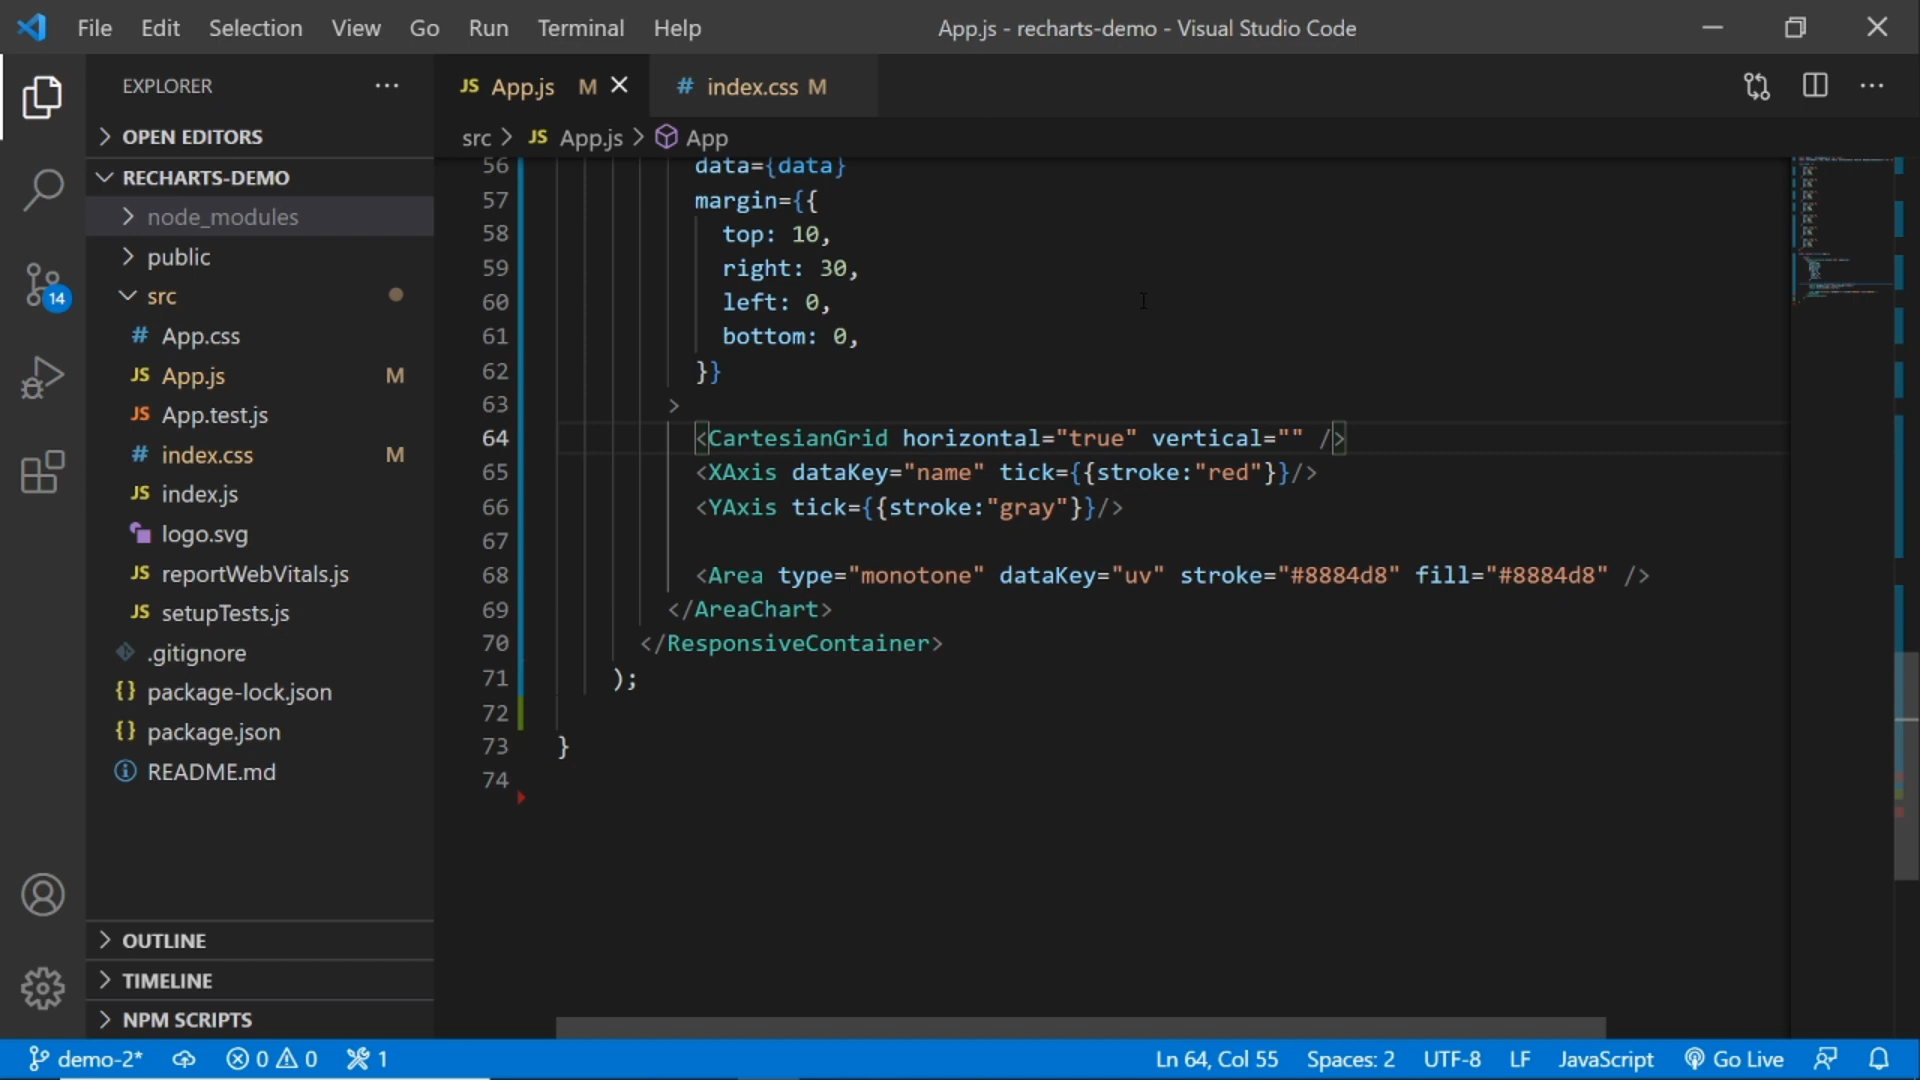 File Edit Selection View Go Run Terminal Help
App.js - recharts-demo - Visual Studio Code
EXPLORER
OPEN EDITORS
RECHARTS-DEMO
node_modules
public
src
# App.css
JS App.js M
JS App.test.js
# index.css M
JS index.js
logo.svg
JS reportWebVitals.js
JS setupTests.js
.gitignore
{} package-lock.json
{} package.json
README.md
OUTLINE
TIMELINE
NPM SCRIPTS
14
JS App.js M
# index.css M
src > JS App.js > App
56 data={data}
57 margin={{
58 top: 10,
59 right: 30,
60 left: 0,
61 bottom: 0,
62 }}
63 >
64 <CartesianGrid horizontal="true" vertical="" />
65 <XAxis dataKey="name" tick={{stroke:"red"}}/>
66 <YAxis tick={{stroke:"gray"}}/>
67
68 <Area type="monotone" dataKey="uv" stroke="#8884d8" fill="#8884d8" />
69 </AreaChart>
70 </ResponsiveContainer>
71 );
72
73 }
74
demo-2* 0 0 1 Ln 64, Col 55 Spaces: 2 UTF-8 LF JavaScript Go Live